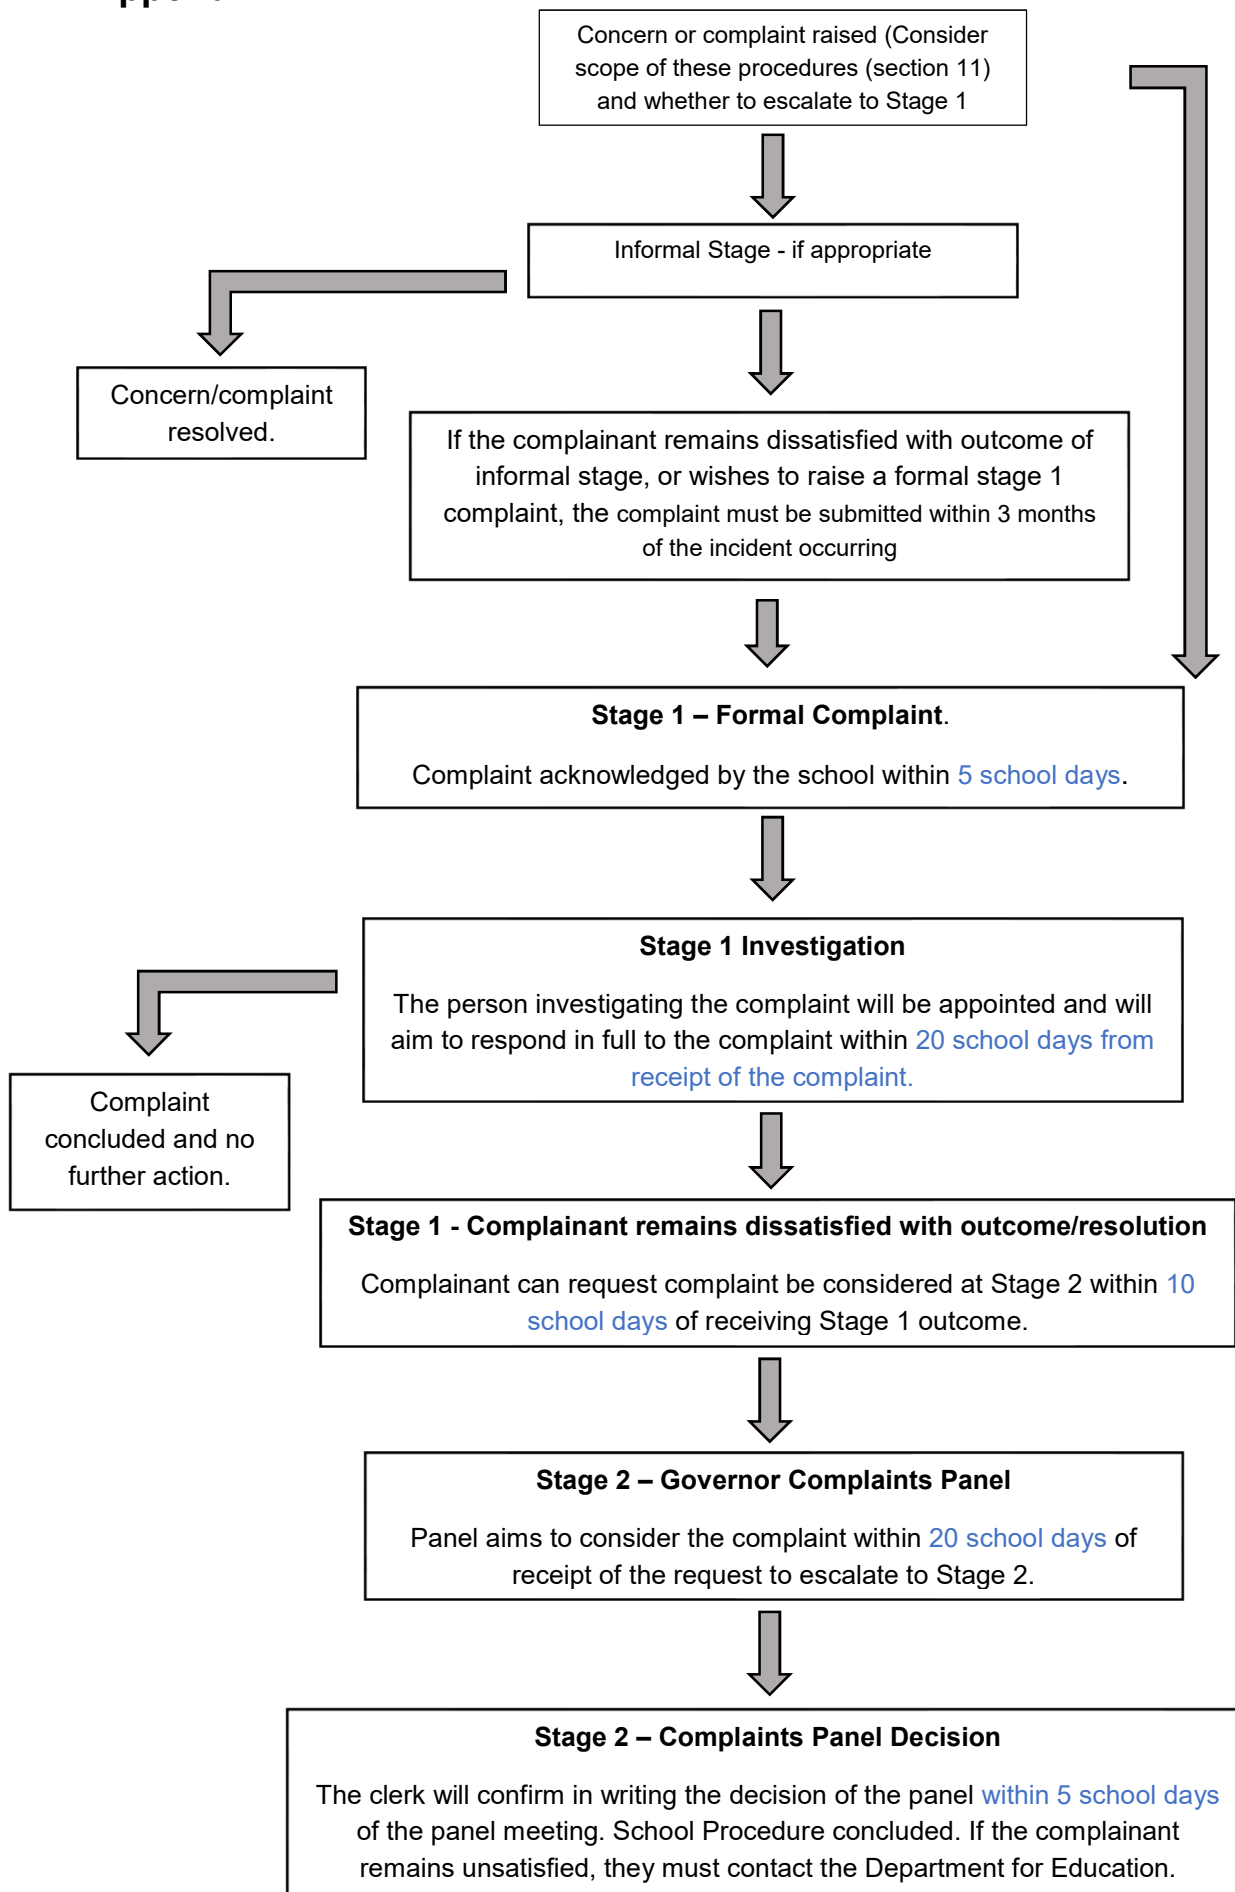 Concern or complaint raised (Consider
scope of these procedures (section 11)
and whether to escalate to Stage 1
Informal Stage - if appropriate
Concern/complaint
resolved.
If the complainant remains dissatisfied with outcome of
informal stage, or wishes to raise a formal stage 1
complaint, the complaint must be submitted within 3 months
of the incident occurring
Stage 1 – Formal Complaint.
Complaint acknowledged by the school within 5 school days.
Stage 1 Investigation
The person investigating the complaint will be appointed and will
aim to respond in full to the complaint within 20 school days from
receipt of the complaint.
Complaint
concluded and no
further action.
Stage 1 - Complainant remains dissatisfied with outcome/resolution
Complainant can request complaint be considered at Stage 2 within 10
school days of receiving Stage 1 outcome.
Stage 2 – Governor Complaints Panel
Panel aims to consider the complaint within 20 school days of
receipt of the request to escalate to Stage 2.
Stage 2 – Complaints Panel Decision
The clerk will confirm in writing the decision of the panel within 5 school days
of the panel meeting. School Procedure concluded. If the complainant
remains unsatisfied, they must contact the Department for Education.